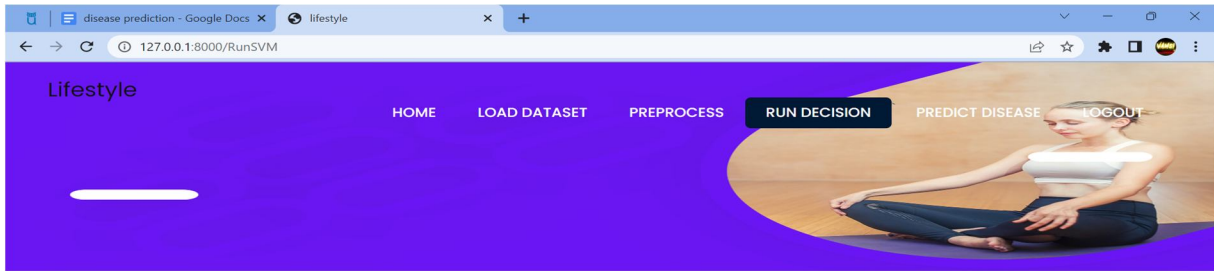 disease prediction - Google Docs
lifestyle
127.0.0.1:8000/RunSVM
Lifestyle
HOME LOAD DATASET PREPROCESS RUN DECISION PREDICT DISEASE LOGOUT